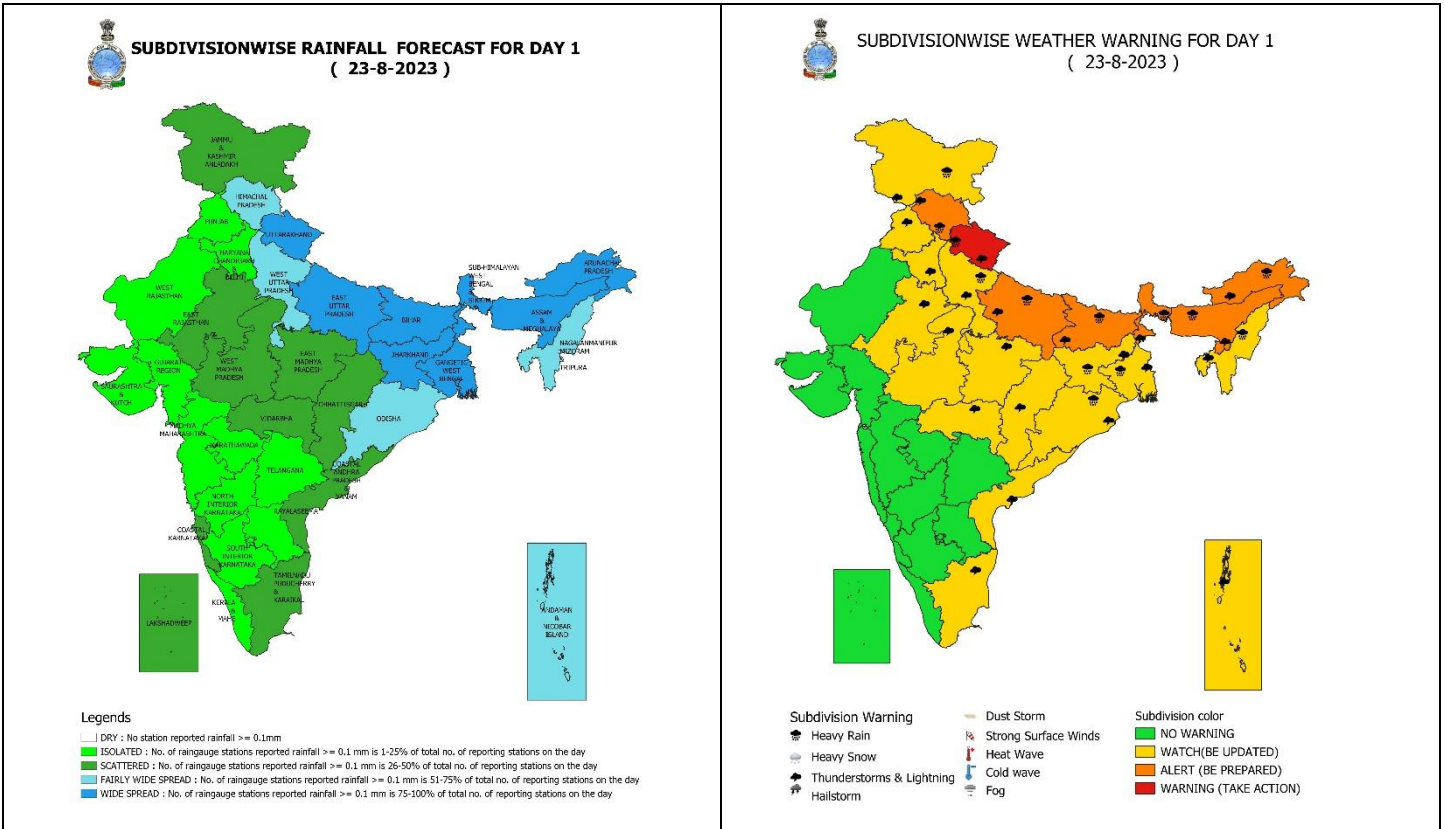 SUBDIVISIONWISE RAINFALL FORECAST FOR DAY 1
( 23-8-2023 )
JAMMU
&
KASHMIR
ANLADAKH
HIMACHAL
PRADESH
PUNJAB
UTTARAKHAND
HARYANA
CHANDIGARH
&
DELHI
WEST
UTTAR
PRADESH
WEST
RAJASTHAN
EAST
RAJASTHAN
EAST
UTTAR
PRADESH
BIHAR
SUB-HIMALAYAN
WEST
BENGAL
&
SIKKIM
ARUNACHAL
PRADESH
ASSAM
&
MEGHALAYA
NAGALANMANIPUR
MIZORAM
&
TRIPURA
GUJARA
REGION
SAURASHTRA
&
KUTCH
WEST
MADHYA
PRADESH
EAST
MADHYA
PRADESH
JHARKHAND
GANGETIC
WEST
BENGAL
CHHATTISGARH
ODISHA
VIDARBHA
MADHYA
MAHARASHTRA
MARATHAWADA
TELANGANA
COASTAL
ANDHRA
PRADESH
&
YANAM
NORTH
INTERIOR
KARNATAKA
RAYALASEEMA
COASTAL
KARNATAKA
SOUTH
INTERIOR
KARNATAKA
TAMILNADU
PUDUCHERRY
&
KARAIKAL
KERALA
&
MAHE
LAKSHADWEEP
ANDAMAN
&
NICOBAR
ISLAND
Legends
DRY : No station reported rainfall >= 0.1mm
ISOLATED : No. of raingauge stations reported rainfall >= 0.1 mm is 1-25% of total no. of reporting stations on the day
SCATTERED : No. of raingauge stations reported rainfall >= 0.1 mm is 26-50% of total no. of reporting stations on the day
FAIRLY WIDE SPREAD : No. of raingauge stations reported rainfall >= 0.1 mm is 51-75% of total no. of reporting stations on the day
WIDE SPREAD : No. of raingauge stations reported rainfall >= 0.1 mm is 75-100% of total no. of reporting stations on the day
SUBDIVISIONWISE WEATHER WARNING FOR DAY 1
( 23-8-2023 )
Subdivision Warning
Heavy Rain
Heavy Snow
Thunderstorms & Lightning
Hailstorm
Dust Storm
Strong Surface Winds
Heat Wave
Cold wave
Fog
Subdivision color
NO WARNING
WATCH(BE UPDATED)
ALERT (BE PREPARED)
WARNING (TAKE ACTION)